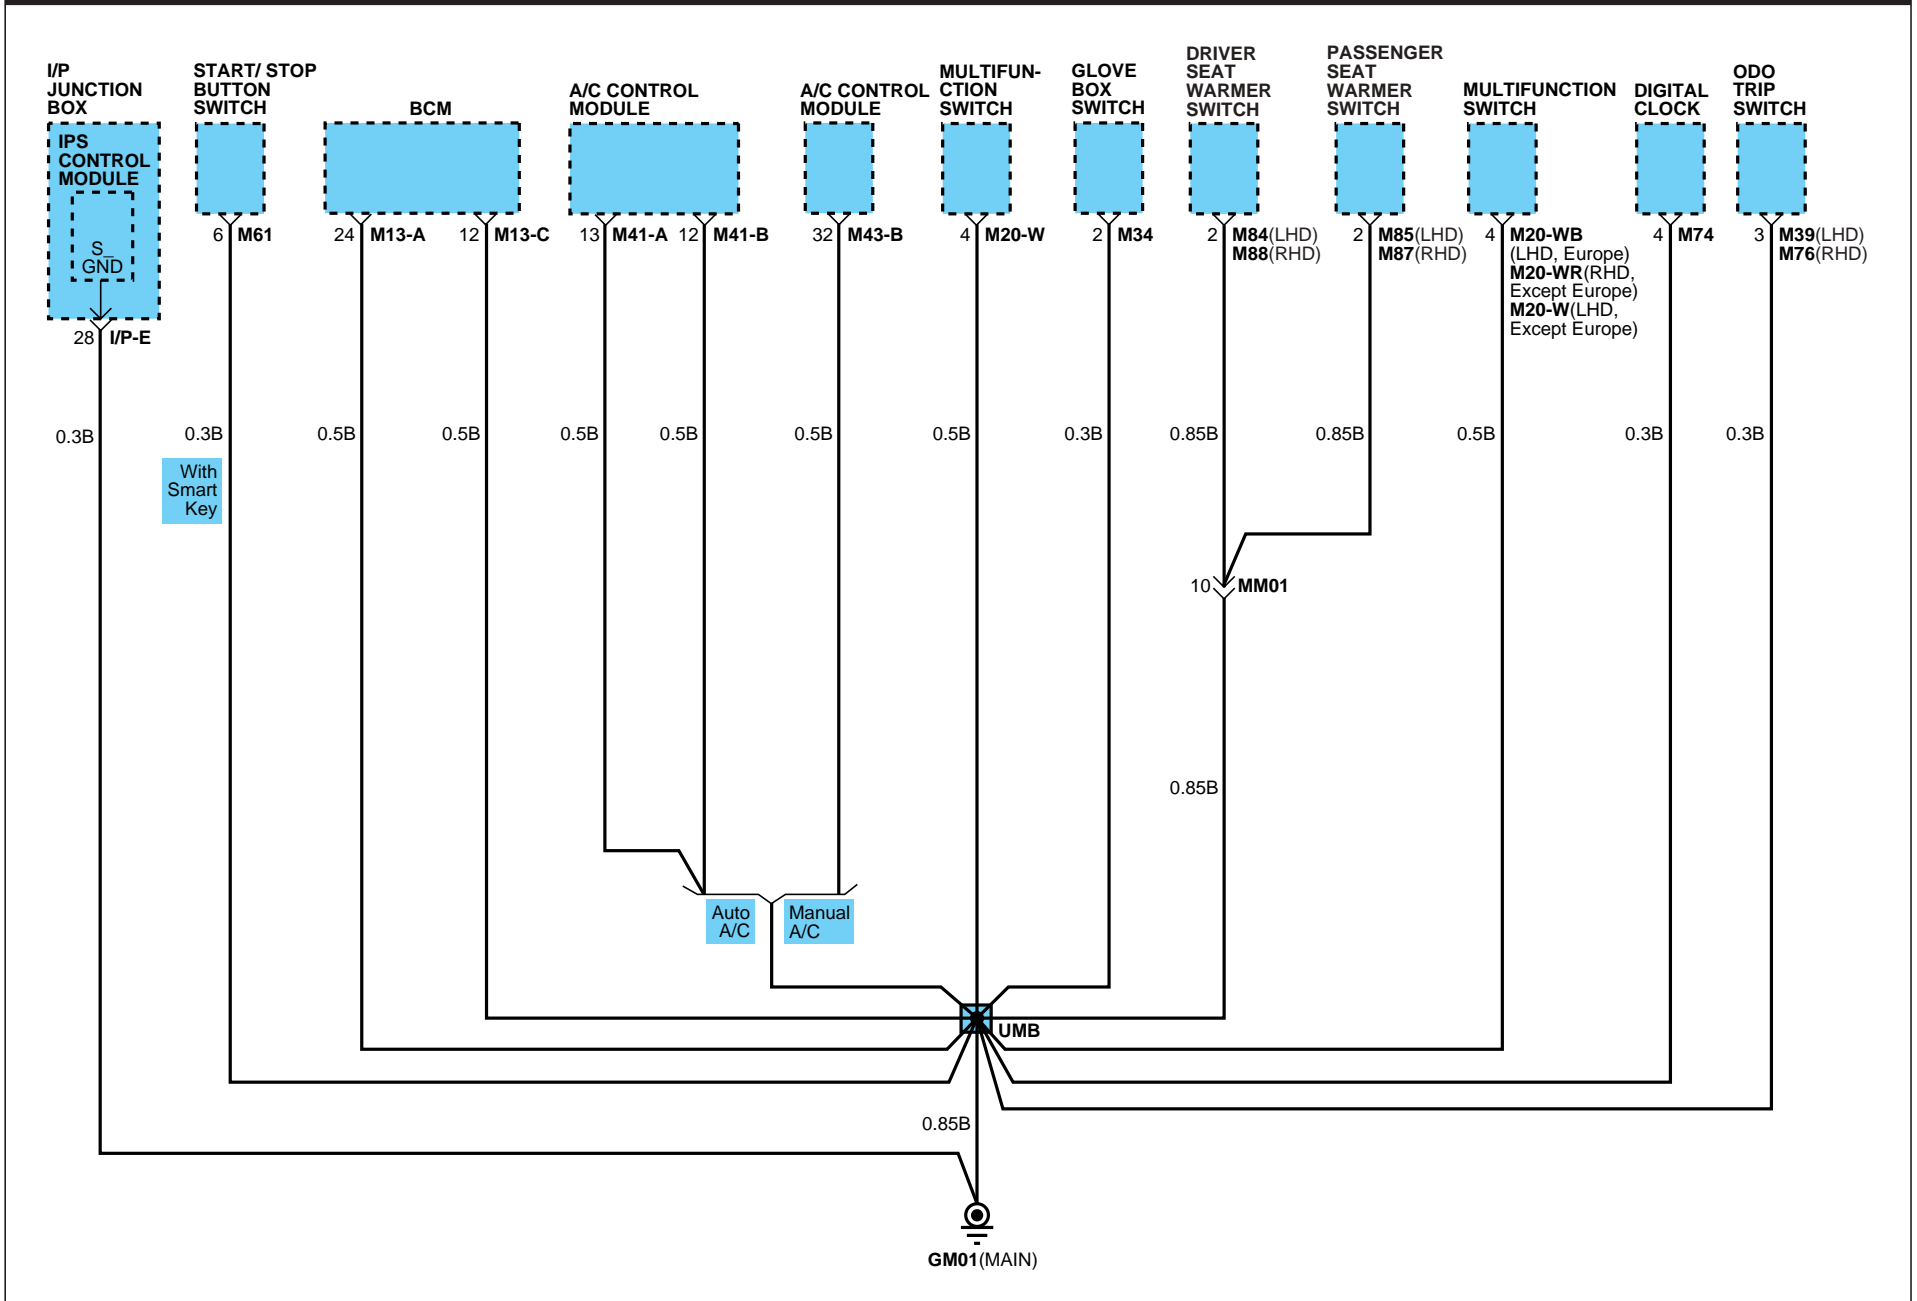 I/P
JUNCTION
BOX
IPS
CONTROL
MODULE
S_
GND
28 I/P-E
START/ STOP
BUTTON
SWITCH
6 M61
BCM
24 M13-A
12 M13-C
A/C CONTROL
MODULE
13 M41-A
12 M41-B
A/C CONTROL
MODULE
32 M43-B
MULTIFUN-
CTION
SWITCH
4 M20-W
GLOVE
BOX
SWITCH
2 M34
DRIVER
SEAT
WARMER
SWITCH
2 M84(LHD)
M88(RHD)
PASSENGER
SEAT
WARMER
SWITCH
2 M85(LHD)
M87(RHD)
MULTIFUNCTION
SWITCH
4 M20-WB
(LHD, Europe)
M20-WR(RHD,
Except Europe)
M20-W(LHD,
Except Europe)
DIGITAL
CLOCK
4 M74
ODO
TRIP
SWITCH
3 M39(LHD)
M76(RHD)
0.3B
0.3B
0.5B
0.5B
0.5B
0.5B
0.5B
0.5B
0.3B
0.85B
0.85B
0.5B
0.3B
0.3B
With
Smart
Key
10 MM01
0.85B
Auto
A/C
Manual
A/C
UMB
0.85B
GM01(MAIN)